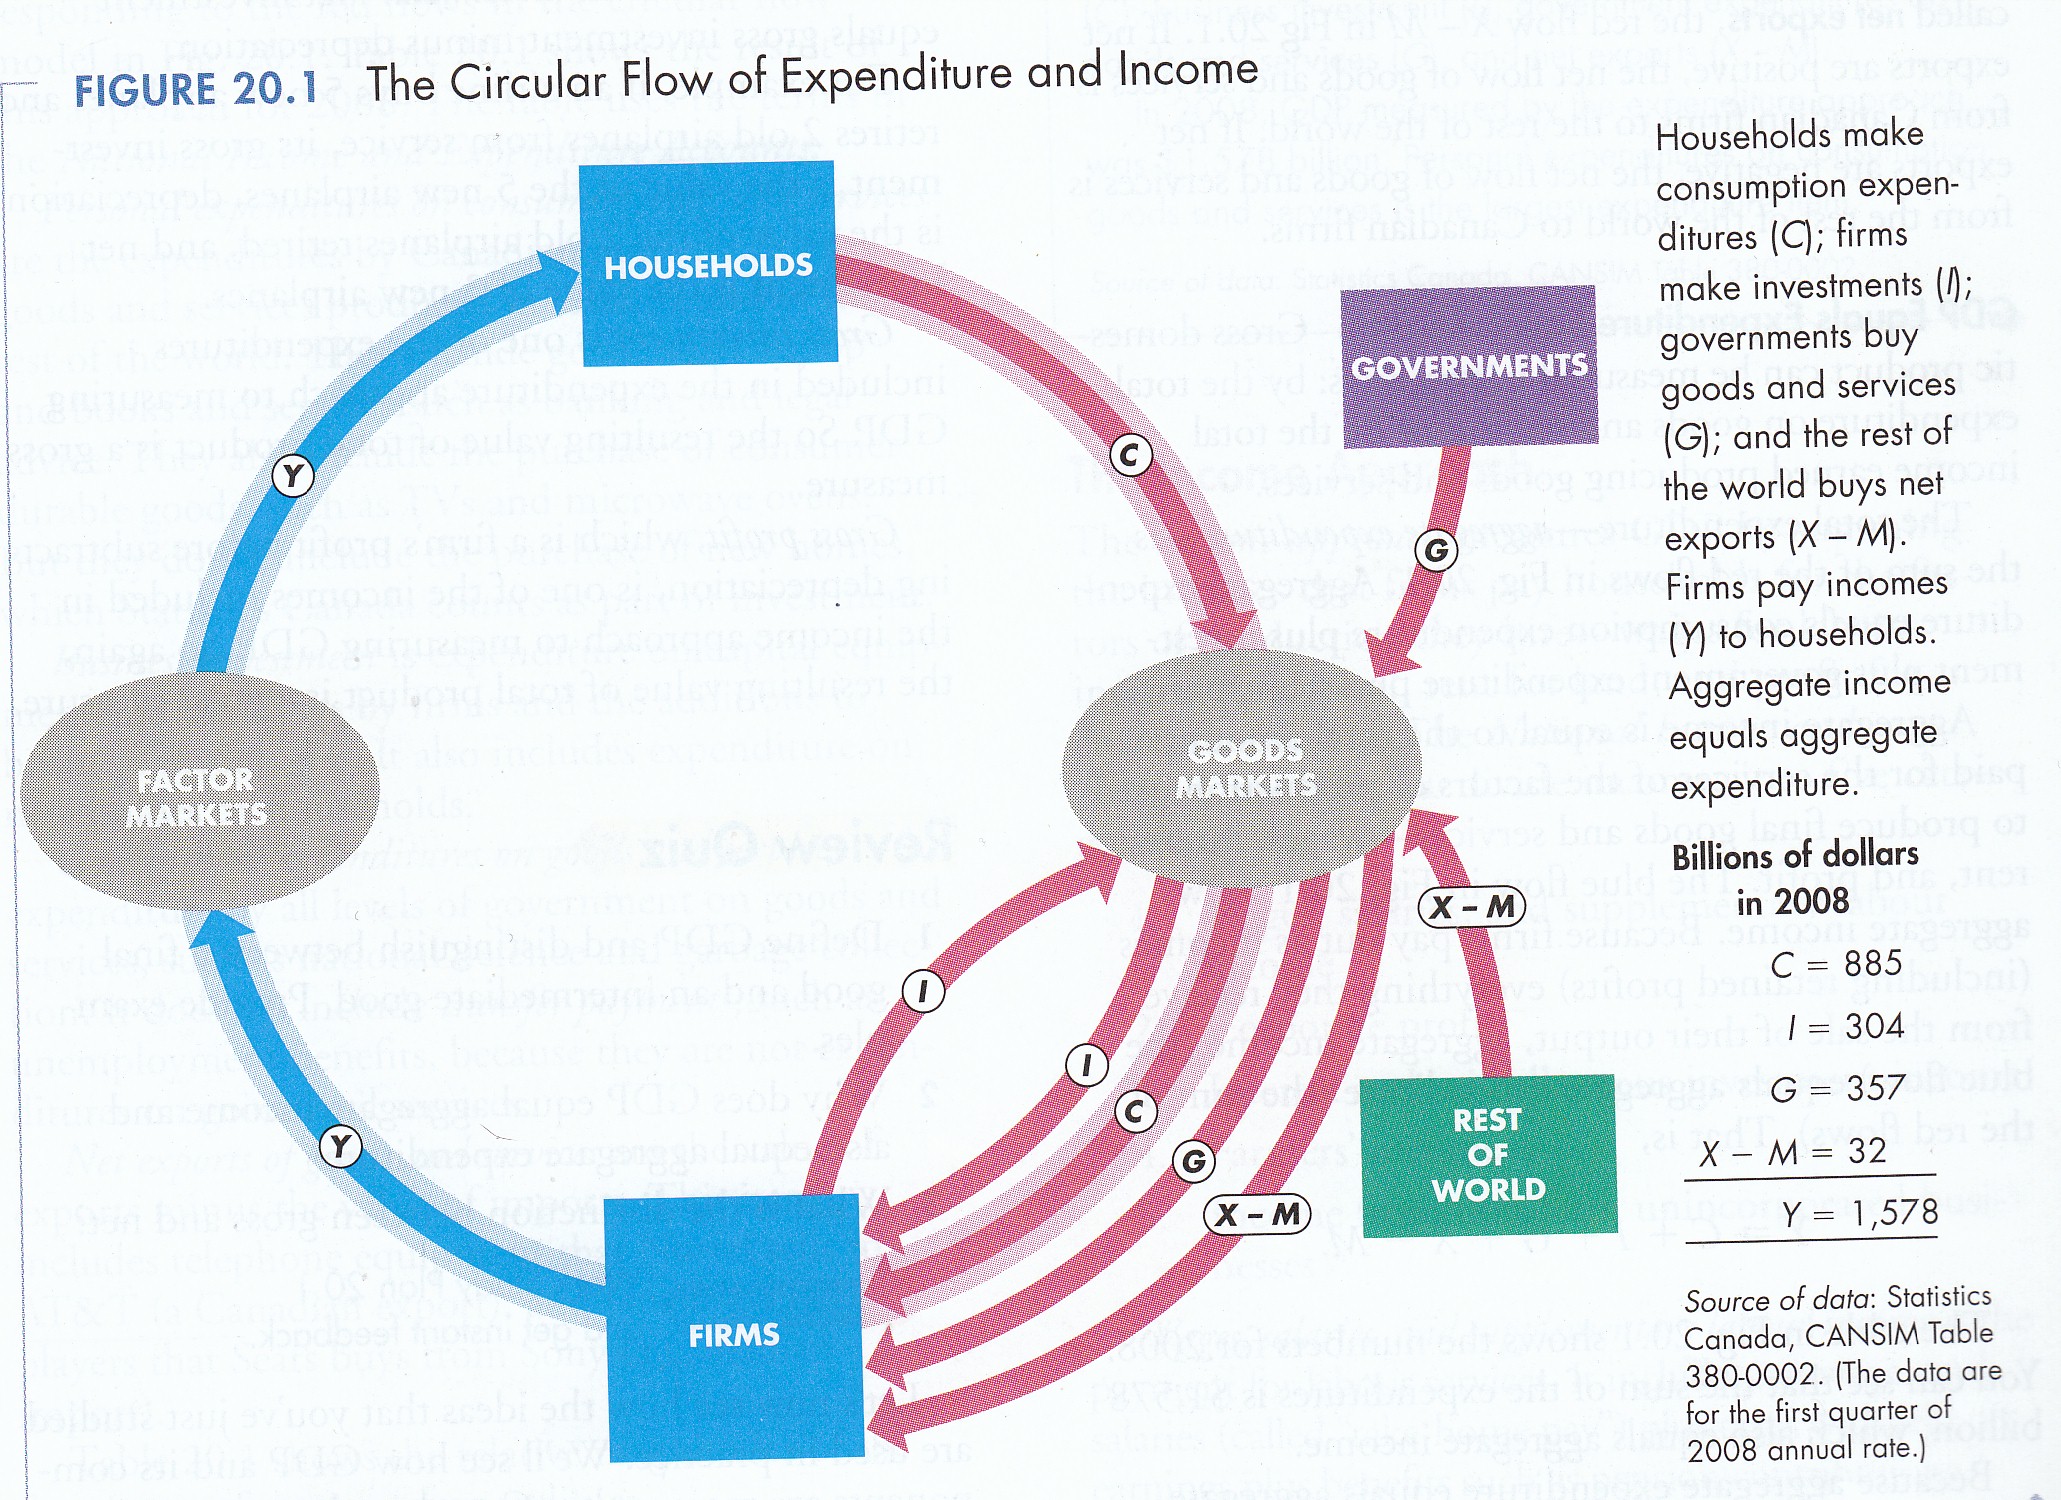 FIGURE 20.1 The Circular Flow of Expenditure and Income
HOUSEHOLDS
GOVERNMENTS
Y
C
G
FACTOR
MARKETS
GOODS
MARKETS
X – M
I
I
C
G
X – M
Y
FIRMS
REST
OF
WORLD
Households make
consumption expen-
ditures (C); firms
make investments (I);
governments buy
goods and services
(G); and the rest of
the world buys net
exports (X – M).
Firms pay incomes
(Y) to households.
Aggregate income
equals aggregate
expenditure.
Billions of dollars
in 2008
C = 885
I = 304
G = 357
X – M = 32
Y = 1,578
Source of data: Statistics
Canada, CANSIM Table
380-0002. (The data are
for the first quarter of
2008 annual rate.)